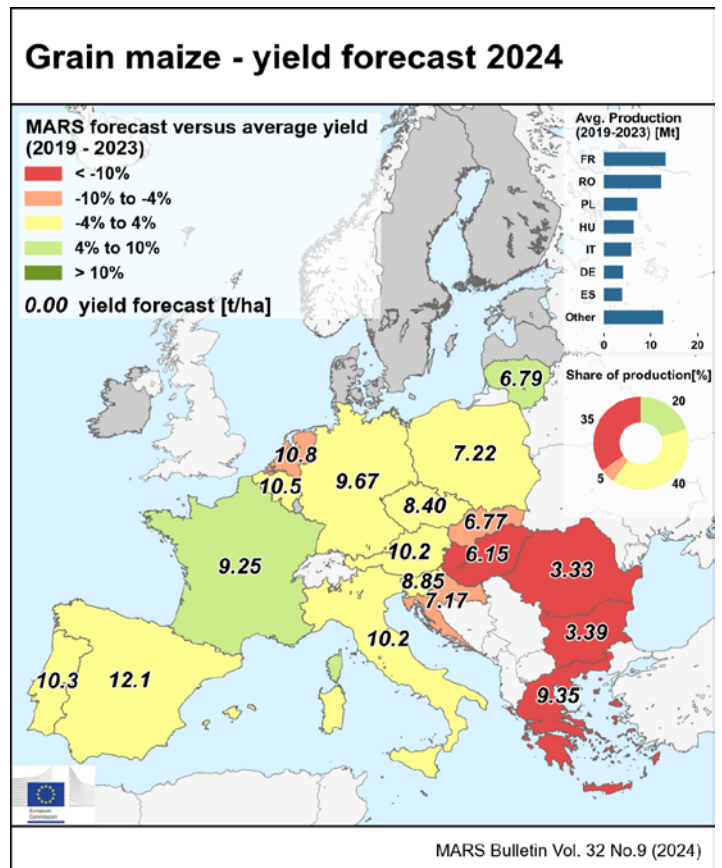 Grain maize - yield forecast 2024
MARS forecast versus average yield
(2019 - 2023)
< -10%
-10% to -4%
-4% to 4%
4% to 10%
> 10%
0.00 yield forecast [t/ha]
Avg. Production
(2019-2023) [Mt]
FR
RO
PL
HU
IT
DE
ES
Other
0 10 20
Share of production[%]
35
20
5
40
6.79
10.8
10.5
9.67
7.22
8.40
6.77
9.25
10.2
6.15
3.33
8.85
7.17
10.2
3.39
10.3
12.1
9.35
European
Commission
MARS Bulletin Vol. 32 No.9 (2024)